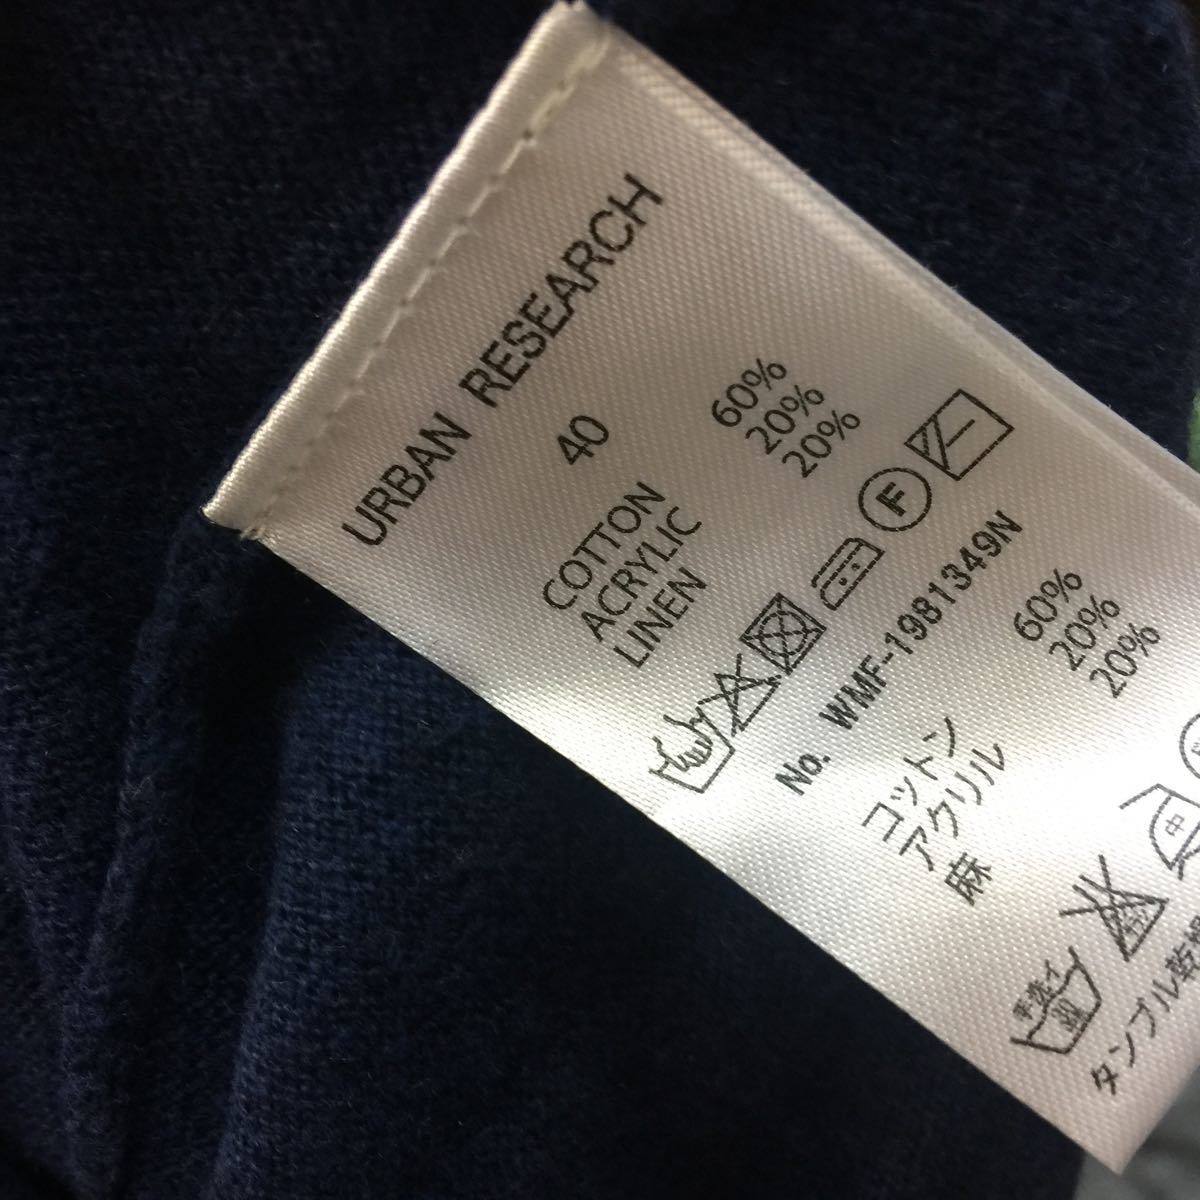 URBAN RESEARCH
40
COTTON 60%
ACRYLIC 20%
LINEN 20%
F
No. WMF-1981349N
コットン 60%
アクリル 20%
麻 20%
手洗イ
中
タンブル乾